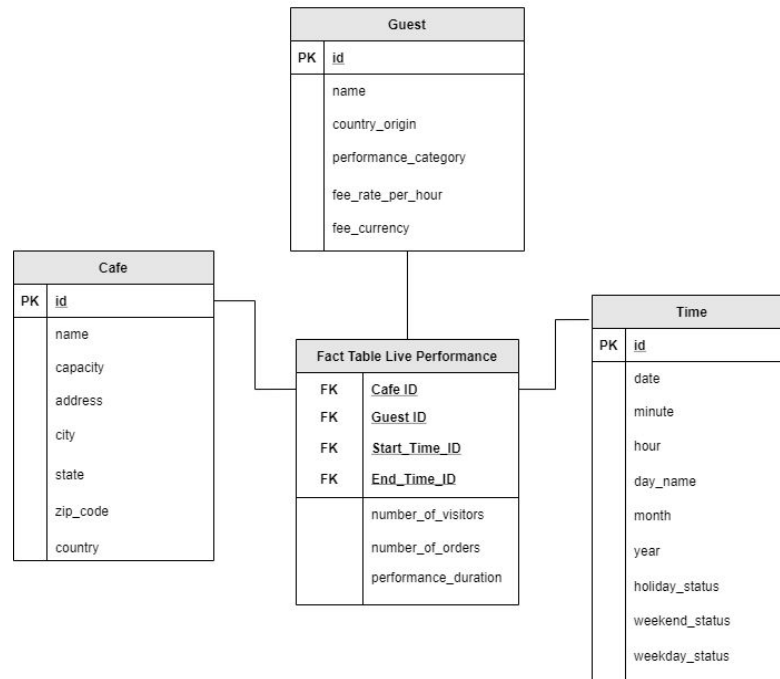 Guest
PK id
name
country_origin
performance_category
fee_rate_per_hour
fee_currency
Cafe
PK id
name
capacity
address
city
state
zip_code
country
Fact Table Live Performance
FK Cafe ID
FK Guest ID
FK Start_Time_ID
FK End_Time_ID
number_of_visitors
number_of_orders
performance_duration
Time
PK id
date
minute
hour
day_name
month
year
holiday_status
weekend_status
weekday_status